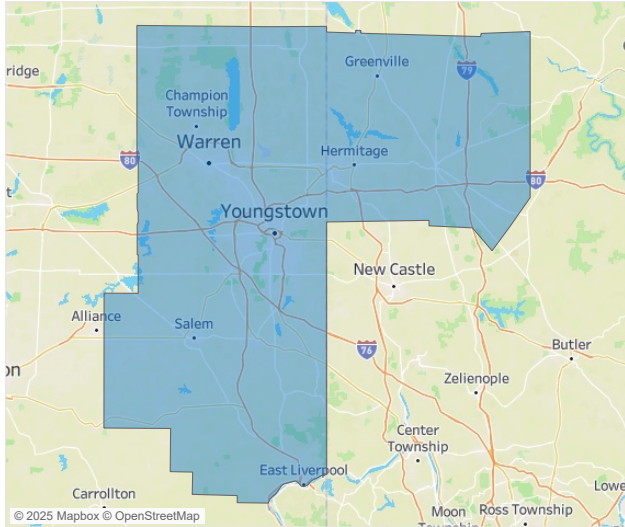 ridge
Greenville
79
Champion
Township
Warren
80
Hermitage
80
t
Youngstown
New Castle
Alliance
Salem
76
Butler
on
Zelienople
Center
Township
East Liverpool
Carrollton
Lowe
Moon
Township
Ross Township
© 2025 Mapbox © OpenStreetMap